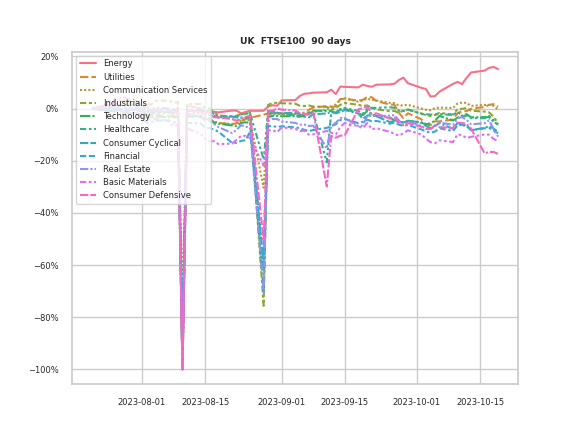 UK FTSE100 90 days
20%
0%
−20%
−40%
−60%
−80%
−100%
Energy
Utilities
Communication Services
Industrials
Technology
Healthcare
Consumer Cyclical
Financial
Real Estate
Basic Materials
Consumer Defensive
2023-08-01 2023-08-15 2023-09-01 2023-09-15 2023-10-01 2023-10-15